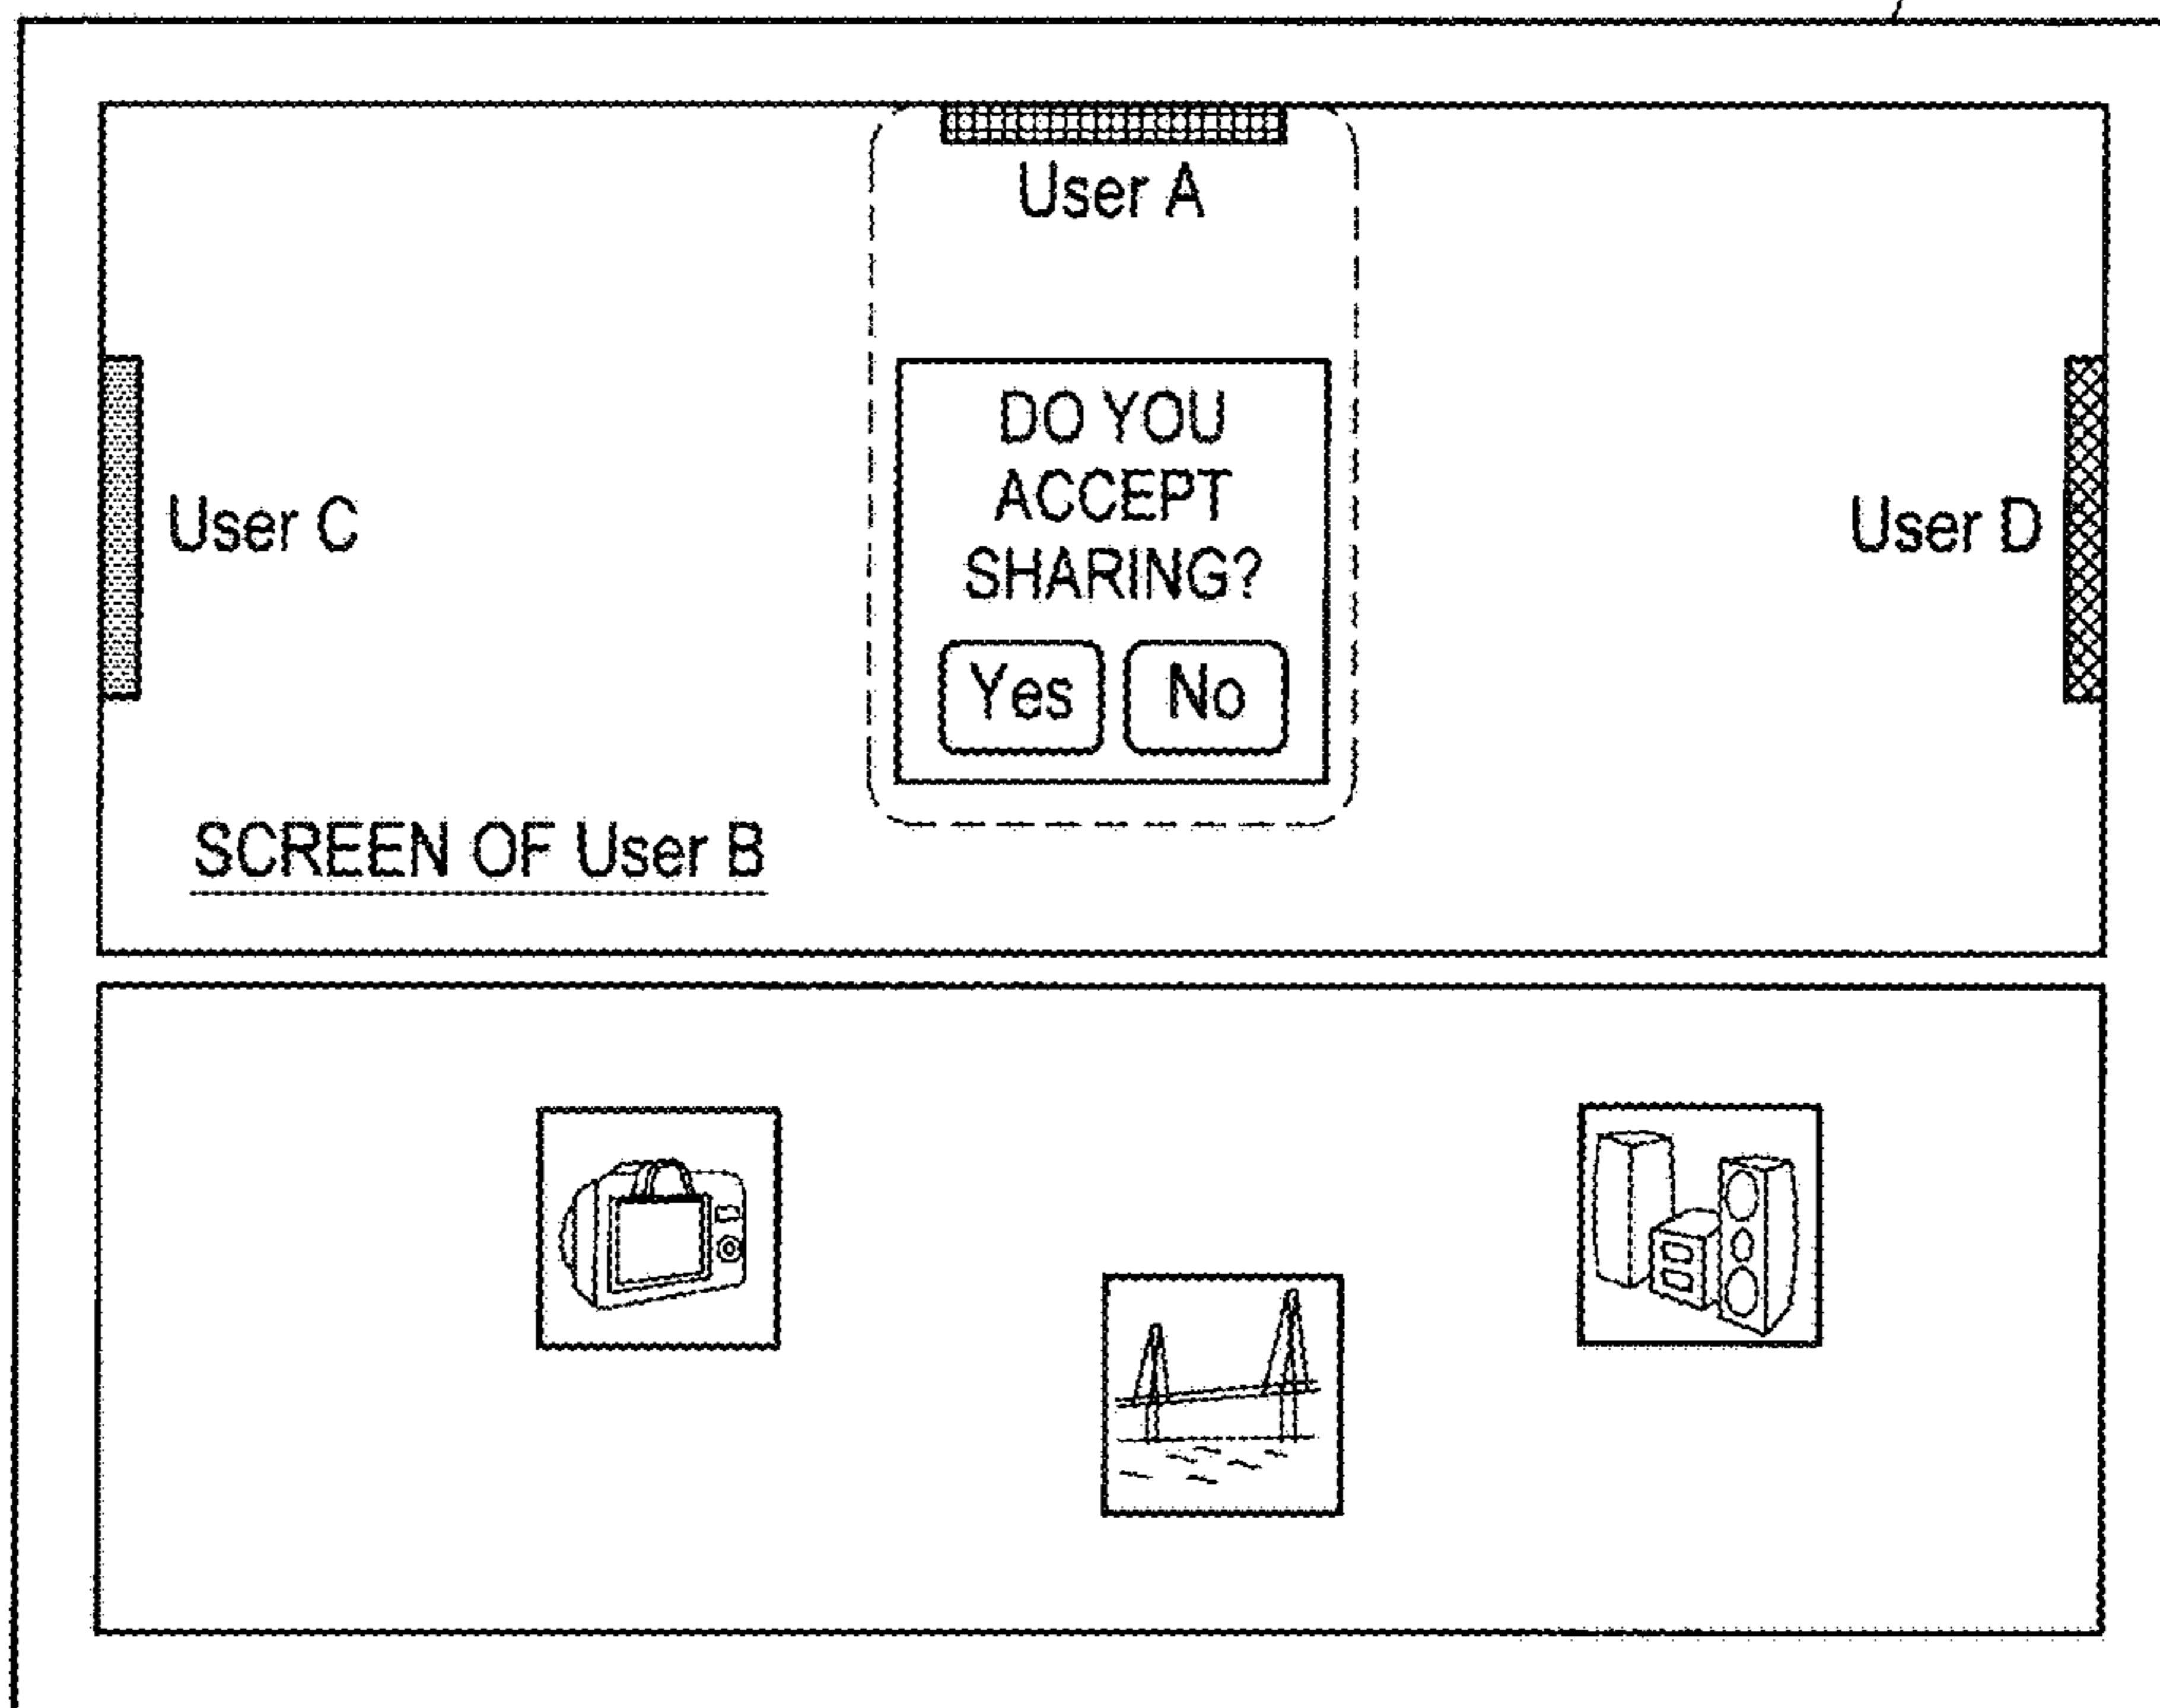 User A
DO YOU
ACCEPT
SHARING?
Yes No
User C
User D
SCREEN OF User B